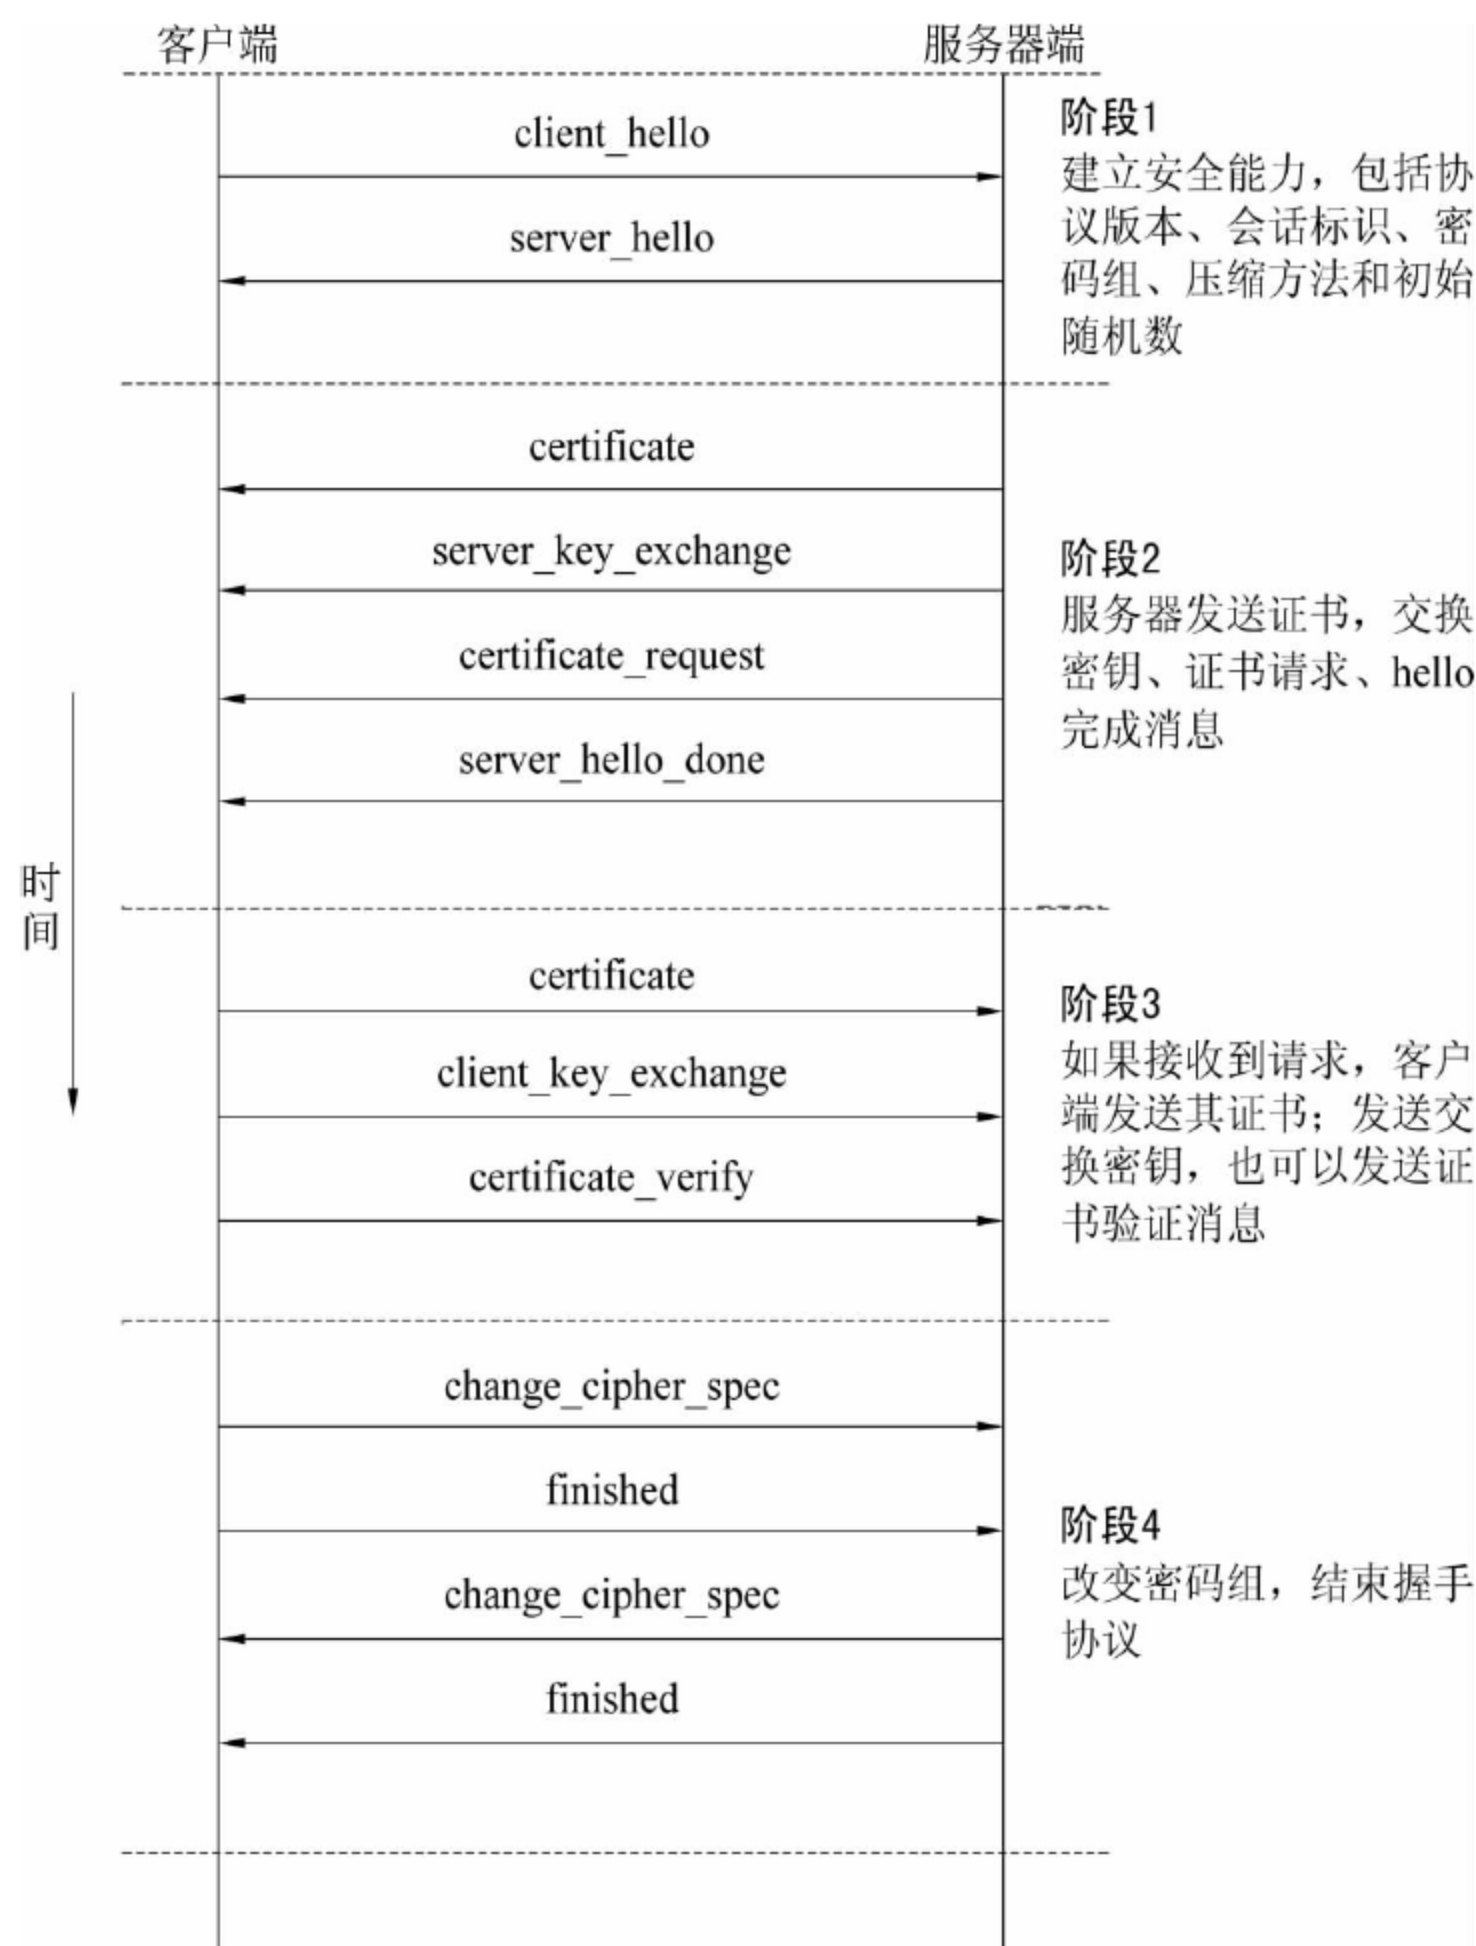 客户端
服务器端
client_hello
server_hello
阶段1
建立安全能力，包括协
议版本、会话标识、密
码组、压缩方法和初始
随机数
certificate
server_key_exchange
certificate_request
server_hello_done
阶段2
服务器发送证书，交换
密钥、证书请求、hello
完成消息
时
间
certificate
client_key_exchange
certificate_verify
阶段3
如果接收到请求，客户
端发送其证书；发送交
换密钥，也可以发送证
书验证消息
change_cipher_spec
finished
change_cipher_spec
finished
阶段4
改变密码组，结束握手
协议